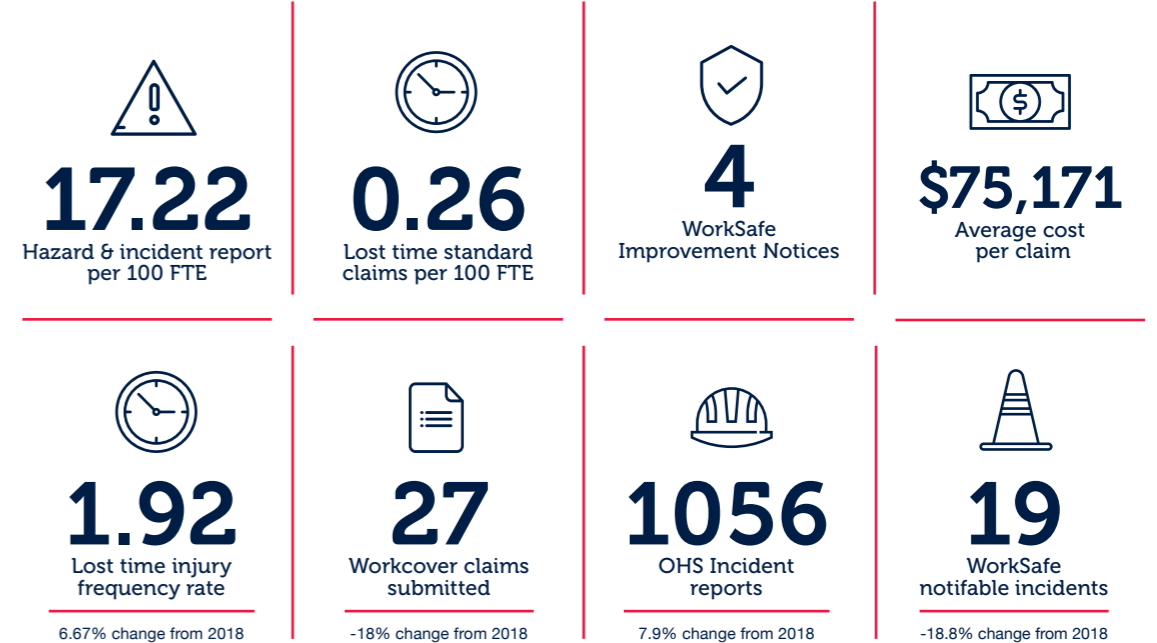 17.22
Hazard & incident report
per 100 FTE
0.26
Lost time standard
claims per 100 FTE
4
WorkSafe
Improvement Notices
$75,171
Average cost
per claim
1.92
Lost time injury
frequency rate
6.67% change from 2018
27
Workcover claims
submitted
-18% change from 2018
1056
OHS Incident
reports
7.9% change from 2018
19
WorkSafe
notifiable incidents
-18.8% change from 2018